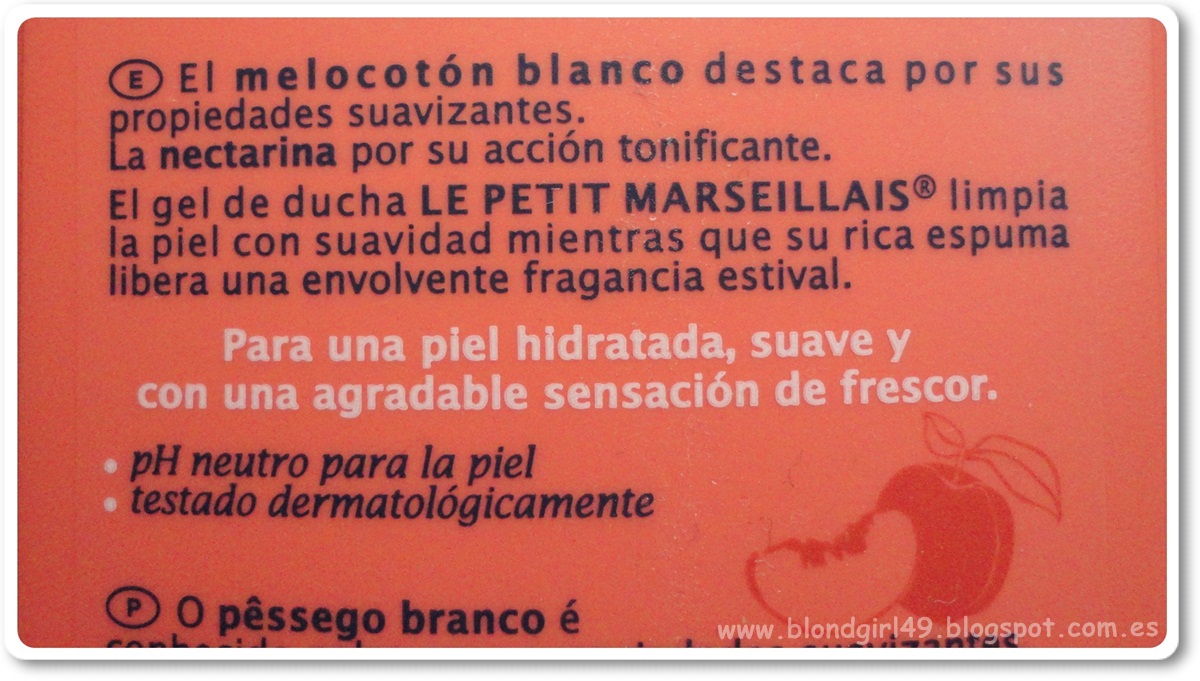 E El melocotón blanco destaca por sus
propiedades suavizantes.
La nectarina por su acción tonificante.
El gel de ducha LE PETIT MARSEILLAIS® limpia
la piel con suavidad mientras que su rica espuma
libera una envolvente fragancia estival.
Para una piel hidratada, suave y
con una agradable sensación de frescor.
• pH neutro para la piel
• testado dermatológicamente
P O pêssego branco é
suavizantes
www.blondgirl49.blogspot.com.es